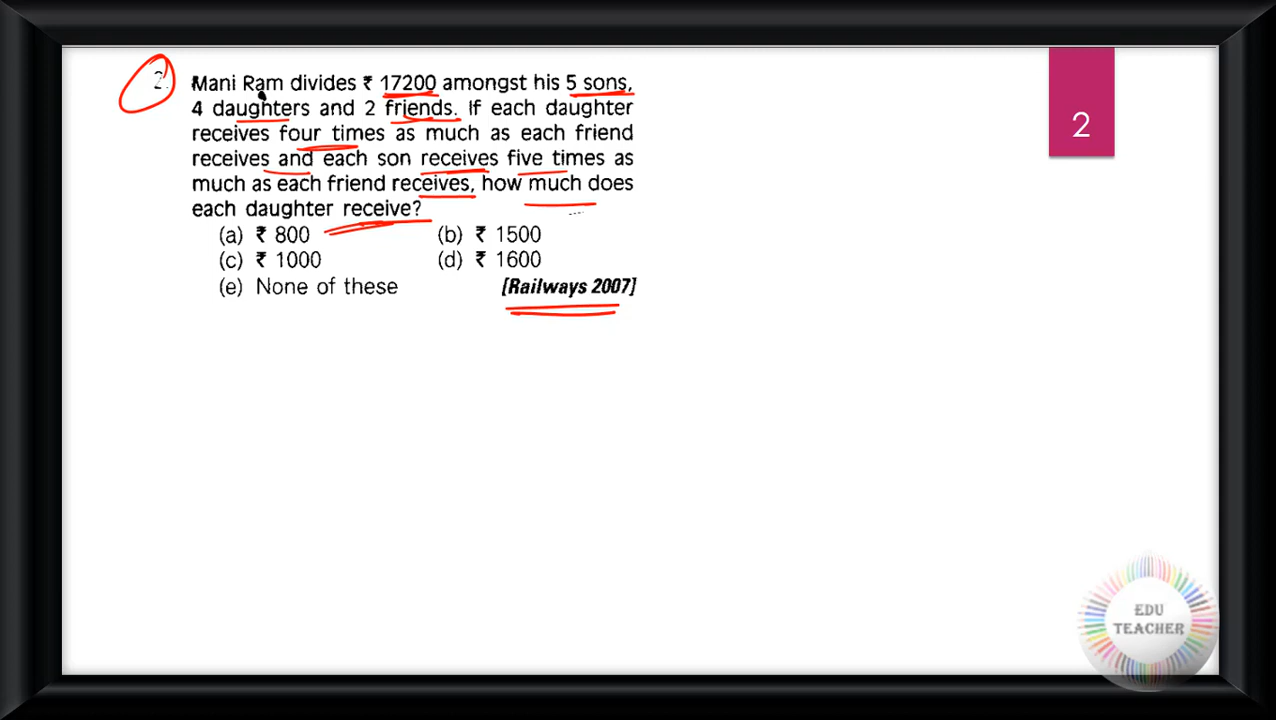 2.
Mani Ram divides ₹ 17200 amongst his 5 sons,
4 daughters and 2 friends. If each daughter
receives four times as much as each friend
receives and each son receives five times as
much as each friend receives, how much does
each daughter receive?
(a) ₹ 800 (b) ₹ 1500
(c) ₹ 1000 (d) ₹ 1600
(e) None of these [Railways 2007]
2
EDU
TEACHER